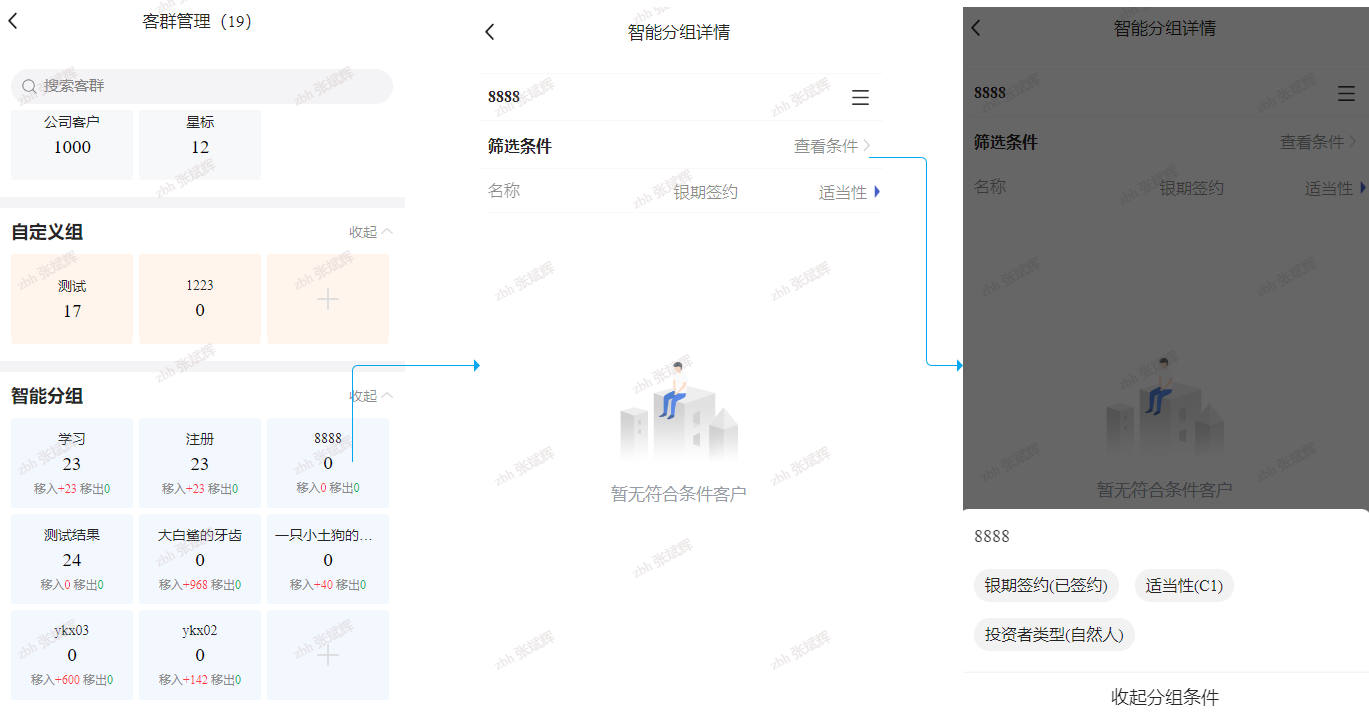 客群管理（19）
搜索客群
公司客户 星标
1000 12
自定义组 收起
测试 1223
17 0
智能分组 收起
学习 注册 8888
23 23 0
移入+23 移出0 移入+23 移出0 移入0 移出0
测试结果 大白鲨的牙齿 一只小土狗的…
24 0 0
移入0 移出0 移入+968 移出0 移入+40 移出0
ykx03 ykx02
0 0
移入+600 移出0 移入+142 移出0
智能分组详情
8888
筛选条件 查看条件
名称 银期签约 适当性
暂无符合条件客户
智能分组详情
8888
筛选条件 查看条件
名称 银期签约 适当性
暂无符合条件客户
8888
银期签约(已签约) 适当性(C1)
投资者类型(自然人)
收起分组条件
zbh 张斌辉